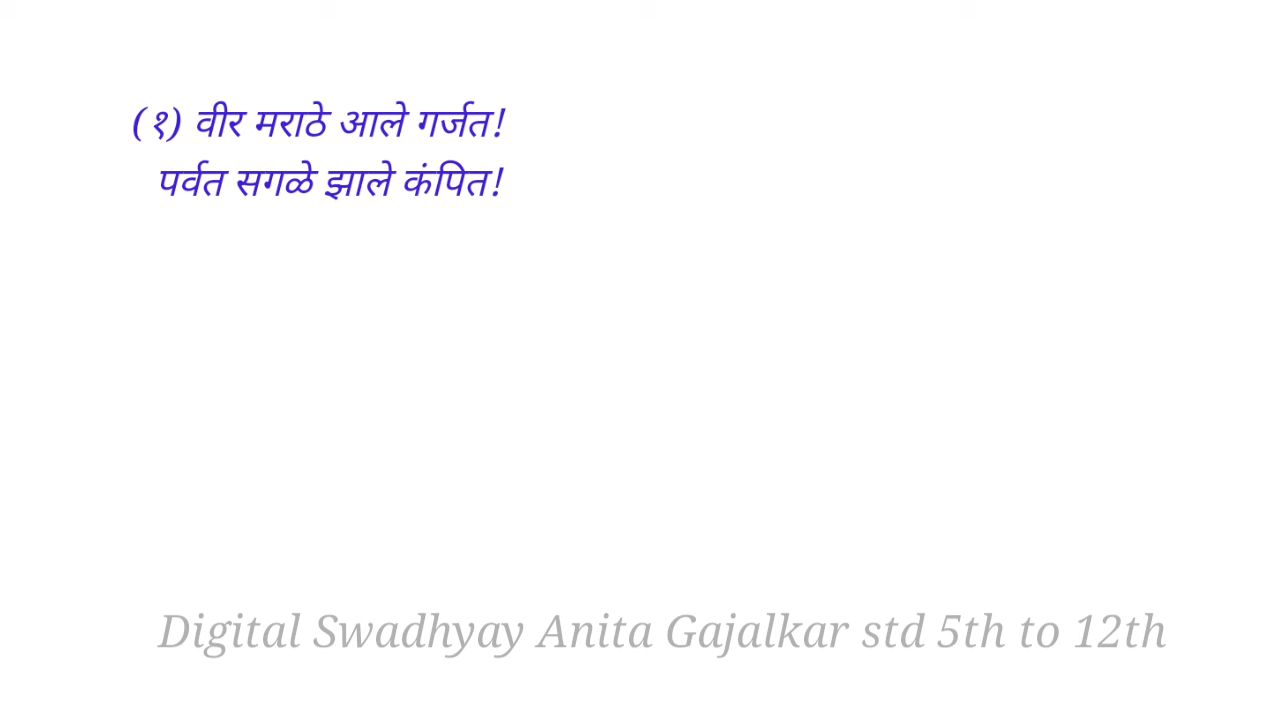 (१) वीर मराठे आले गर्जत!
पर्वत सगळे झाले कंपित!
Digital Swadhyay Anita Gajalkar std 5th to 12th